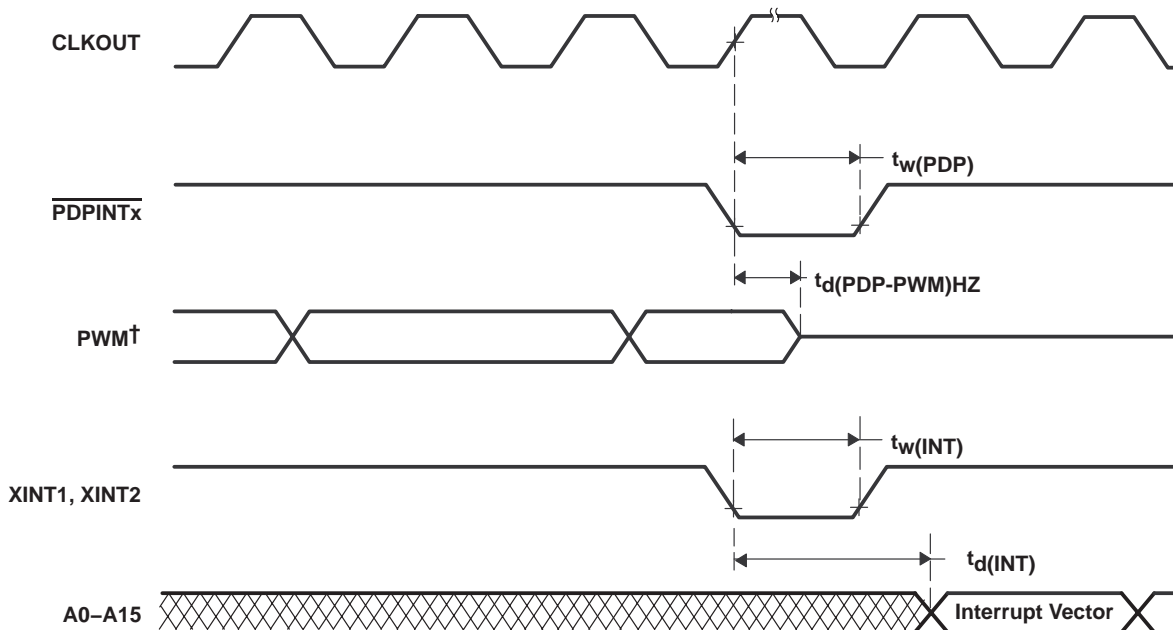 CLKOUT
tw(PDP)
PDPINTx
td(PDP-PWM)HZ
PWM†
tw(INT)
XINT1, XINT2
td(INT)
A0–A15
Interrupt Vector